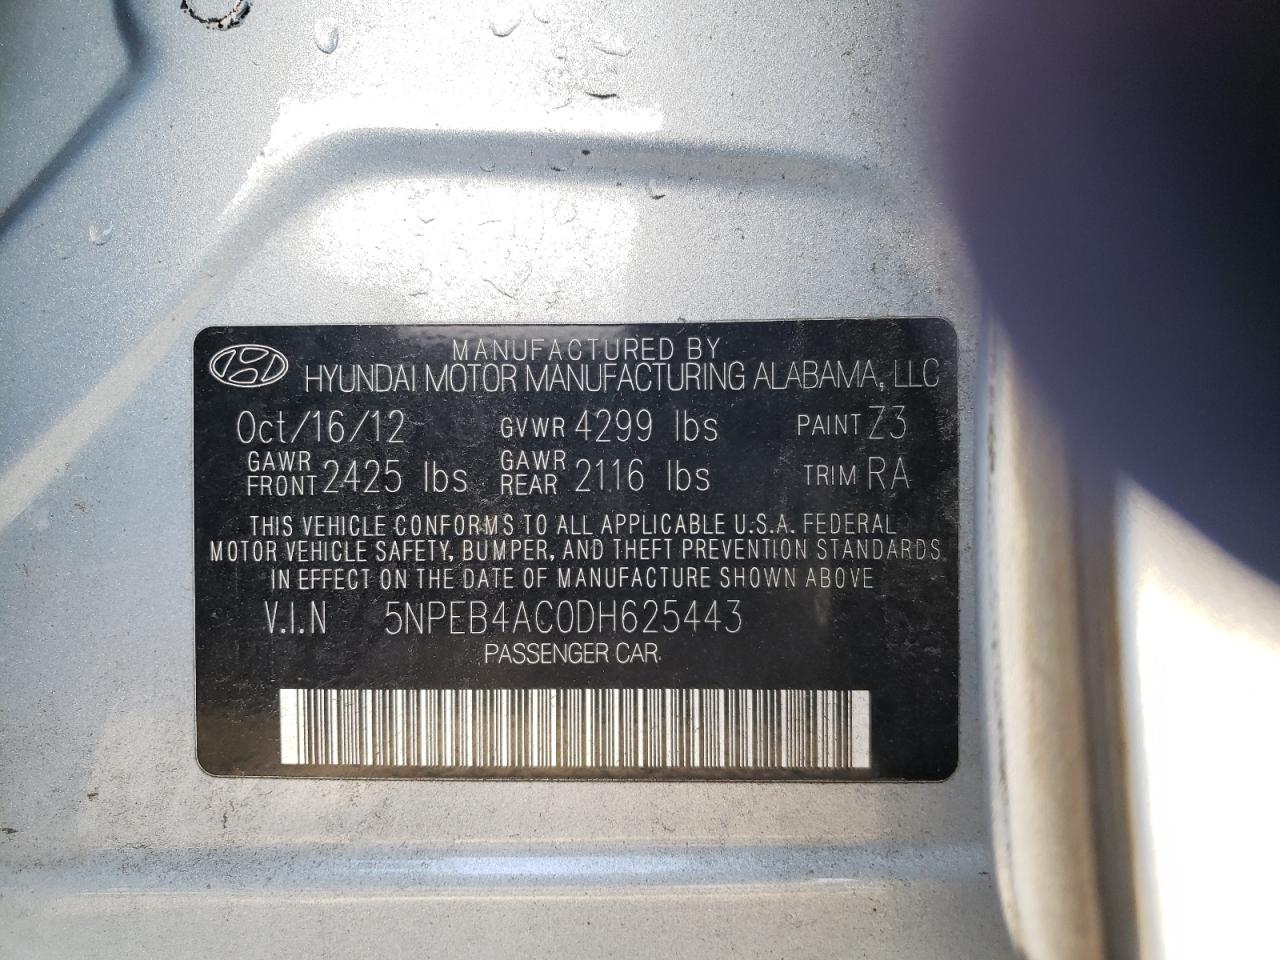 MANUFACTURED BY
HYUNDAI MOTOR MANUFACTURING ALABAMA, LLC
Oct/16/12 GVWR 4299 lbs PAINT Z3
GAWR FRONT 2425 lbs GAWR REAR 2116 lbs TRIM RA
THIS VEHICLE CONFORMS TO ALL APPLICABLE U.S.A. FEDERAL
MOTOR VEHICLE SAFETY, BUMPER, AND THEFT PREVENTION STANDARDS
IN EFFECT ON THE DATE OF MANUFACTURE SHOWN ABOVE
V.I.N 5NPEB4AC0DH625443
PASSENGER CAR